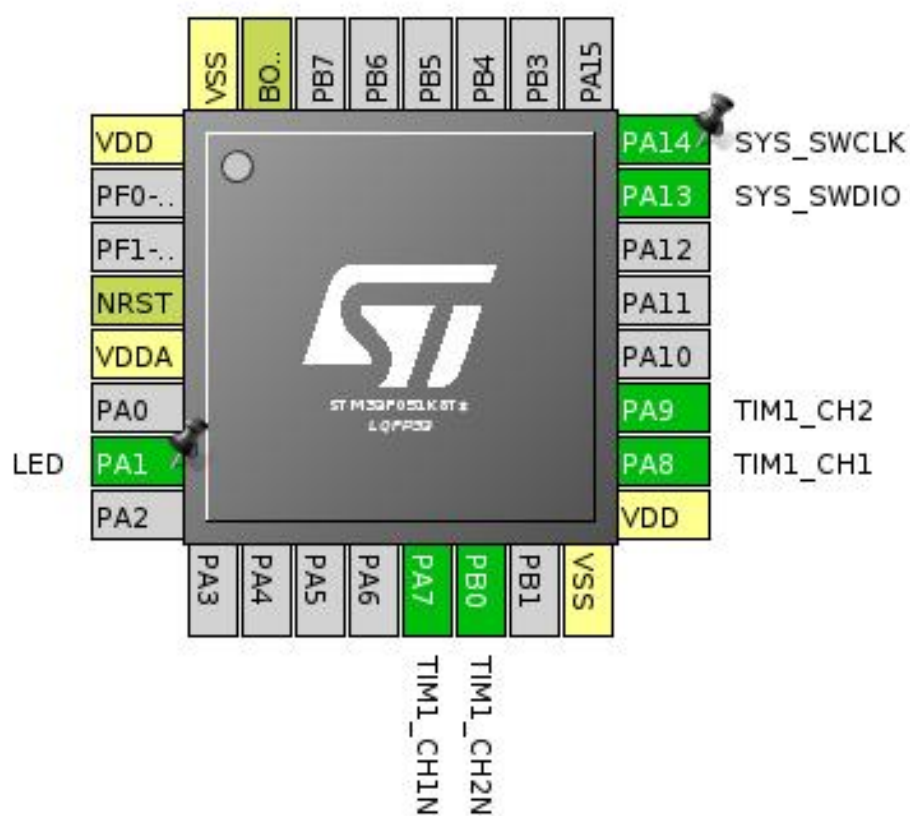 VSS
BO..
PB7
PB6
PB5
PB4
PB3
PA15
VDD
PF0-..
PF1-..
NRST
VDDA
PA0
LED PA1
PA2
PA14 SYS_SWCLK
PA13 SYS_SWDIO
PA12
PA11
PA10
PA9 TIM1_CH2
PA8 TIM1_CH1
VDD
LQFP32
PA3
PA4
PA5
PA6
PA7
PB0
PB1
VSS
TIM1_CH1N
TIM1_CH2N